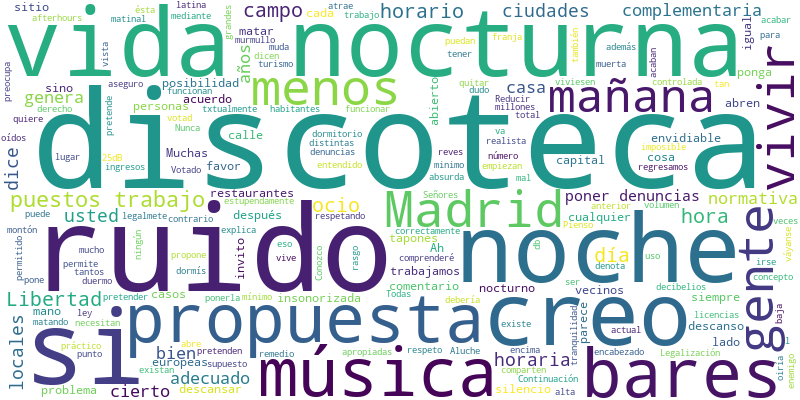 sitio afterhours matinal mediante ésta latina trabajo grandes atrae cada campo horario ciudades complementaria
vida nocturna
vista preocupa matar murmullo dicen turismo muda tener puedan franja también además muerta igual para acabar
sino años quitar acaban viviesen controlada tan ponga
genera posibilidad funcionan aseguro personas acuerdo menos abierto dudo Reducir millones total casa mañana abren
quiere derecho pretende votad Nunca txtualmente habitantes funcionar
discoteca
vivir
oídos lugar 25dB ingresos Muchas Votado calle favor dormitorio distintas denuncias entendido va realista reves minimo absurda número empiezan mal capital regresamos cosa envidiable imposible
dice
puestos trabajo restaurantes ocio Madrid Señores poner denuncias normativa
puede usted legalmete estupendamente después respetando correctamente anterior cualquier volumen hora veces
montón contrario explica tapones Ah Pienso día denota uso db decibelios váyanse irse concepto
ruido noche gente
permitido mucho ningún propone eso vive Conozco rasgo invito trabajamos comentario nocturno vecinos
pone permite tantos duermo dormís casos ponerla mínimo insonorizada Todas ser parece tranquilidad siempre licencias
Libertad mano pretender matando ley necesitan
si propuesta creo
debería existe actual descanso lado baja
locales práctico punto abre bien pretenden supuesto europeas remedio existan apropiadas respeto Aluche encima horaria encabezado Legalización
problema cierto adecuado descansar música comparten Continuación silencio alta bares oiria enemigo